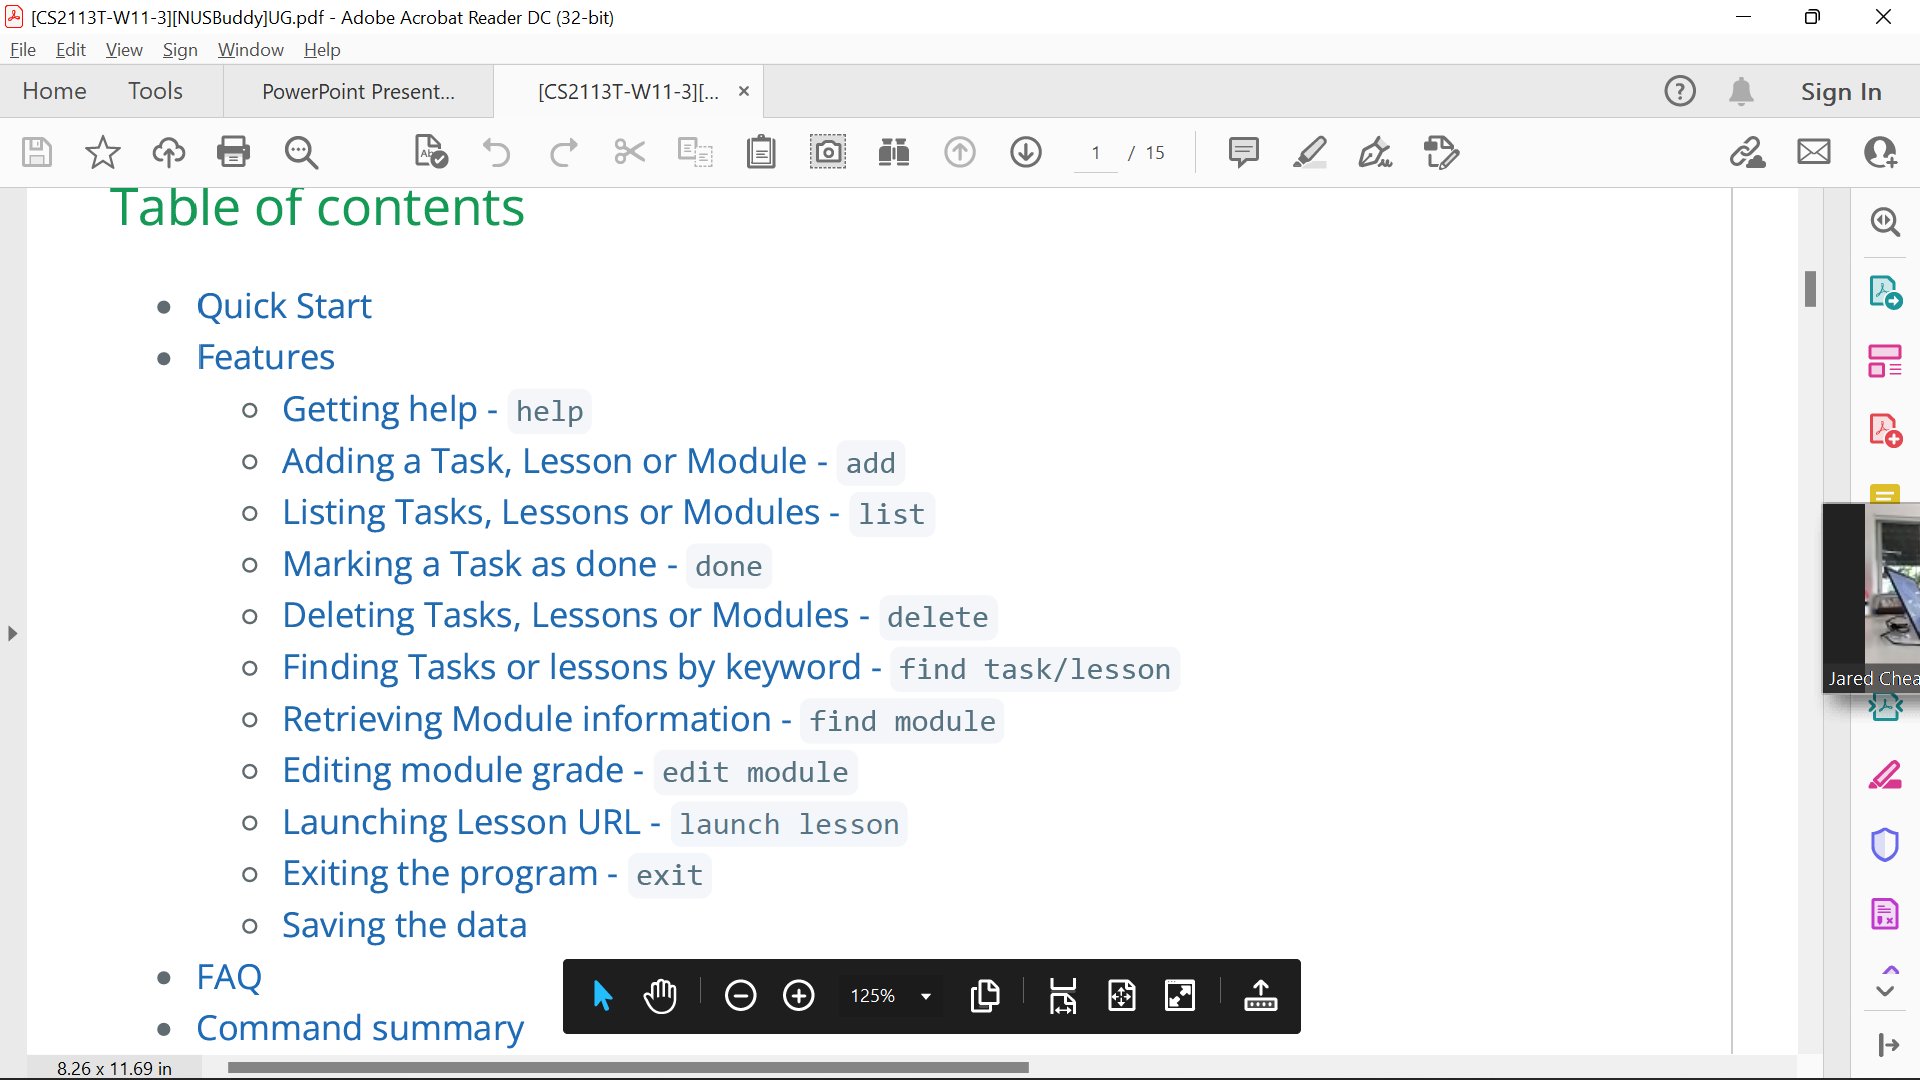 [CS2113T-W11-3][NUSBuddy]UG.pdf - Adobe Acrobat Reader DC (32-bit)
File Edit View Sign Window Help
Home Tools PowerPoint Present... [CS2113T-W11-3][... × Sign In
1 / 15
Table of contents
• Quick Start
• Features
○ Getting help - help
○ Adding a Task, Lesson or Module - add
○ Listing Tasks, Lessons or Modules - list
○ Marking a Task as done - done
○ Deleting Tasks, Lessons or Modules - delete
○ Finding Tasks or lessons by keyword - find task/lesson
○ Retrieving Module information - find module
Jared Chea
○ Editing module grade - edit module
○ Launching Lesson URL - launch lesson
○ Exiting the program - exit
○ Saving the data
• FAQ
125%
• Command summary
8.26 x 11.69 in